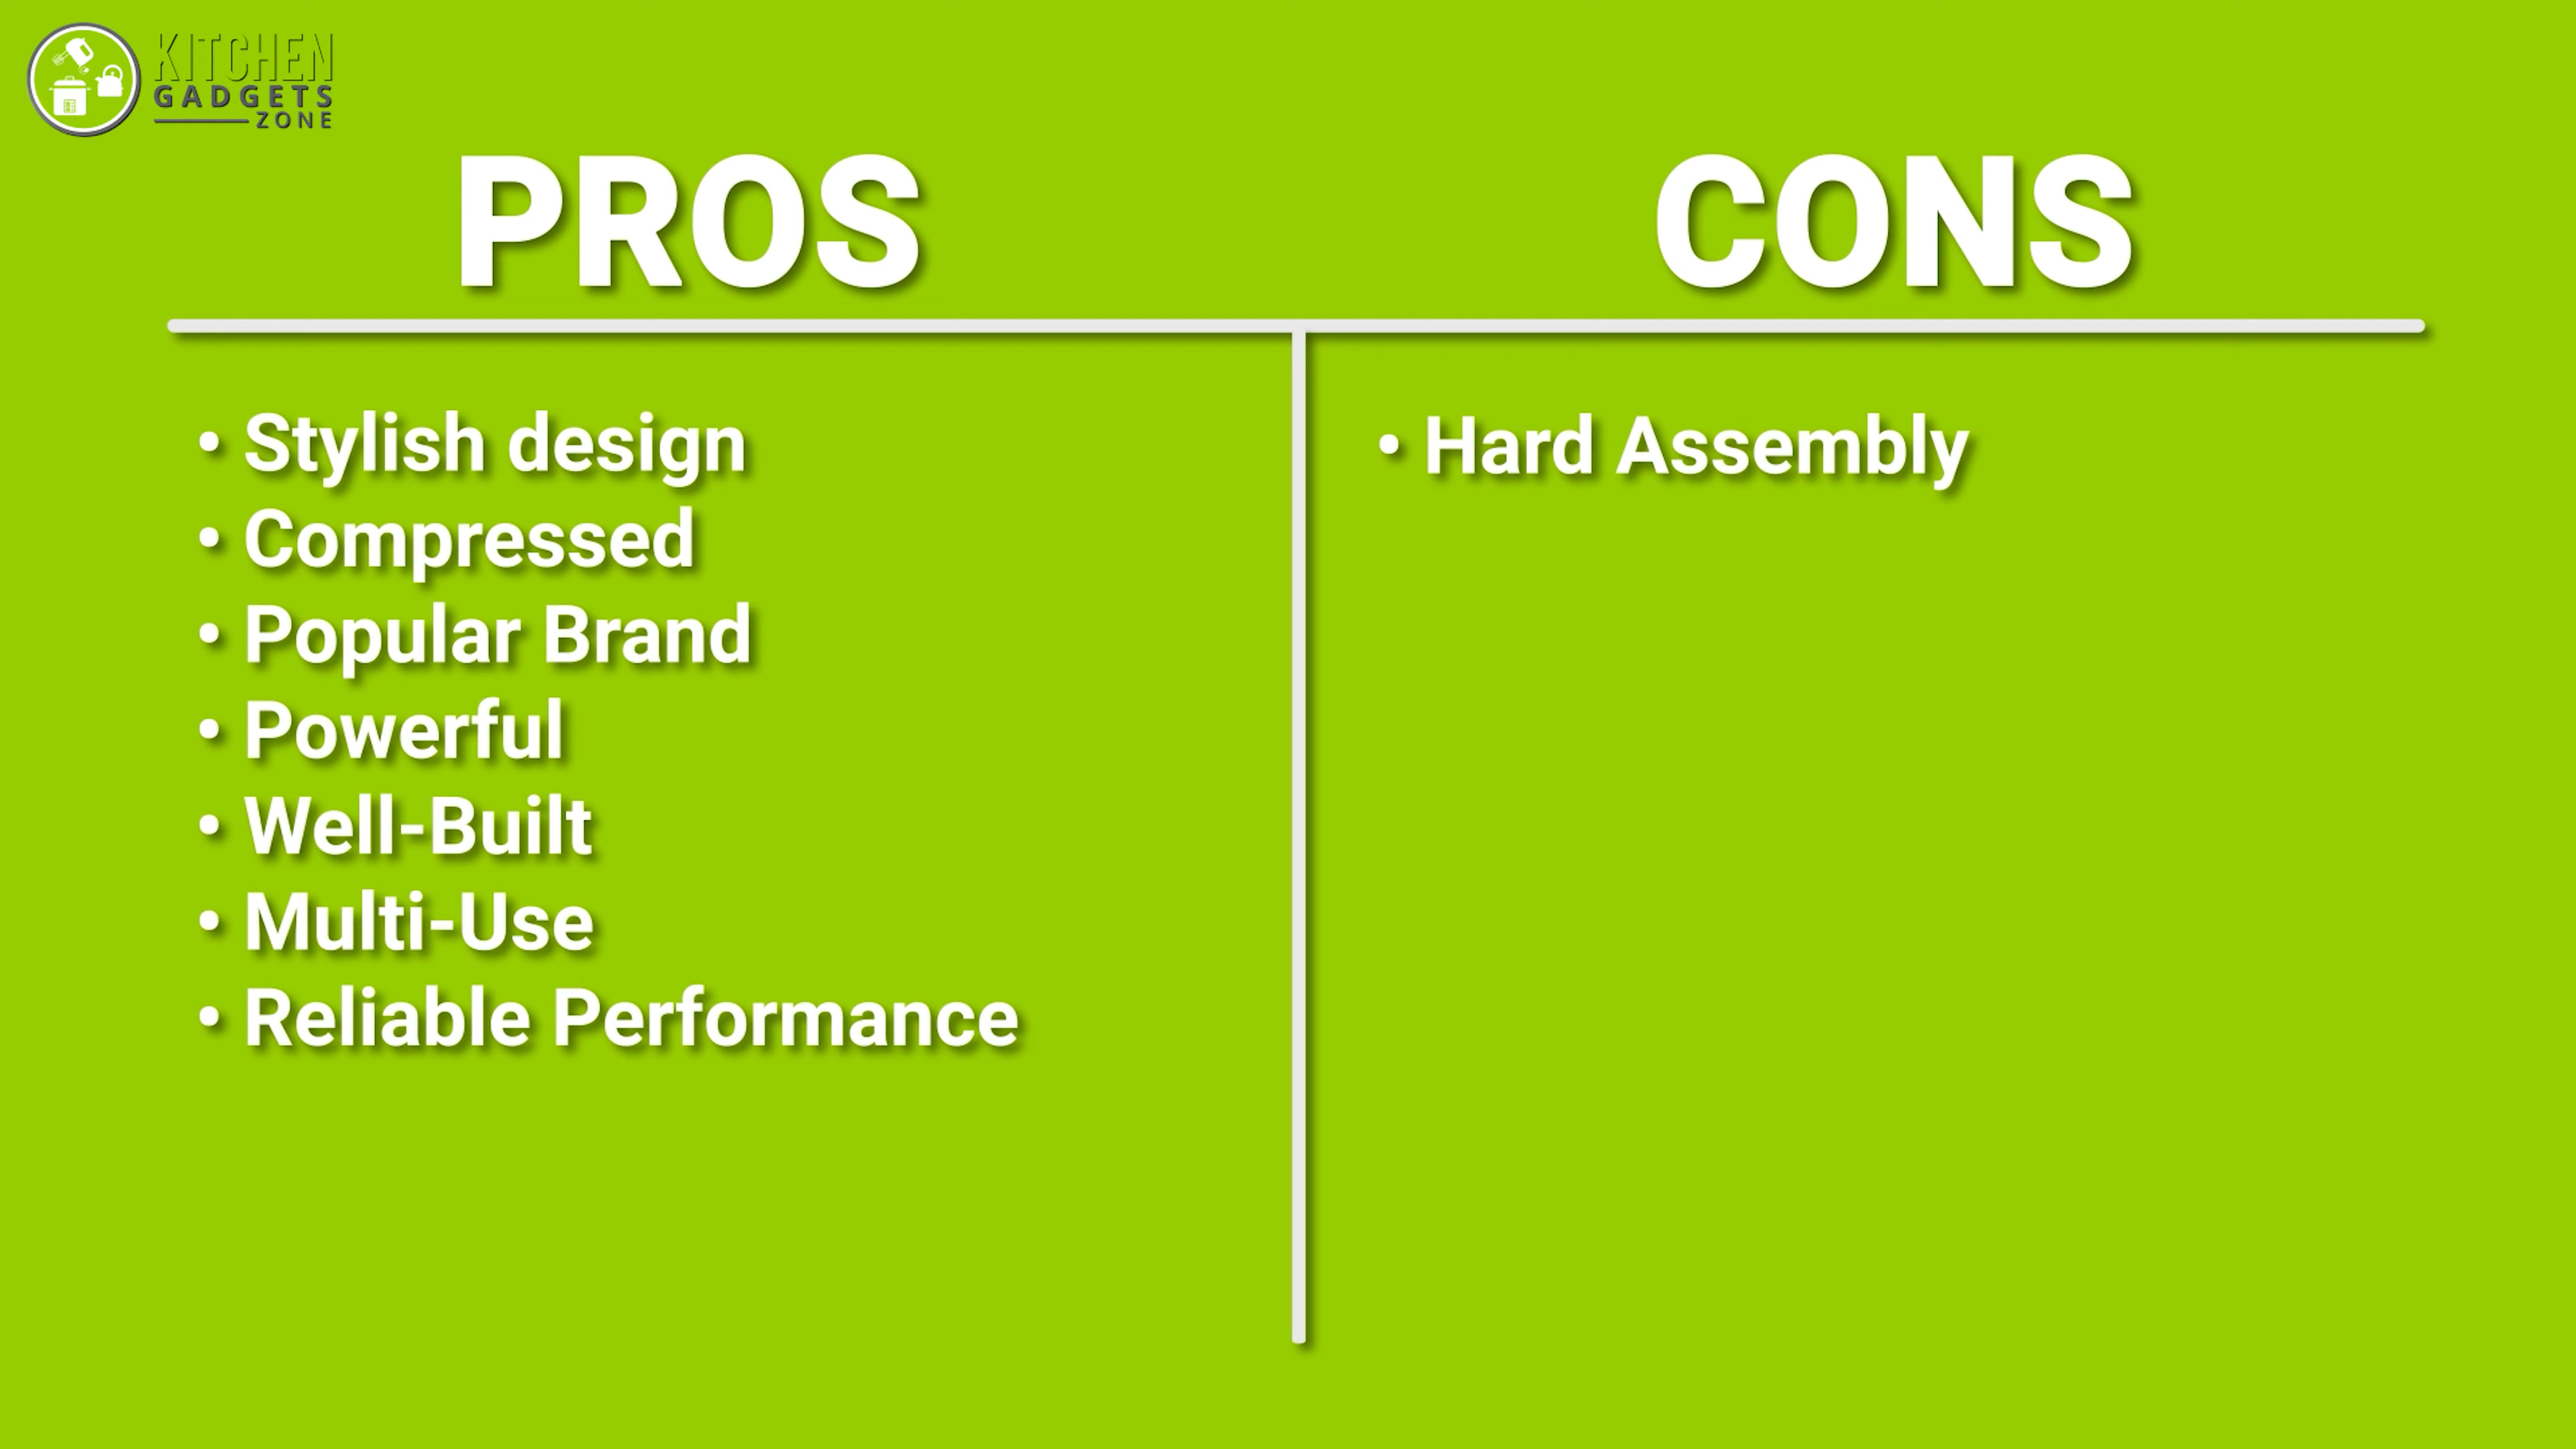 KITCHEN
GADGETS
ZONE
PROS
CONS
• Stylish design
• Compressed
• Popular Brand
• Powerful
• Well-Built
• Multi-Use
• Reliable Performance
• Hard Assembly